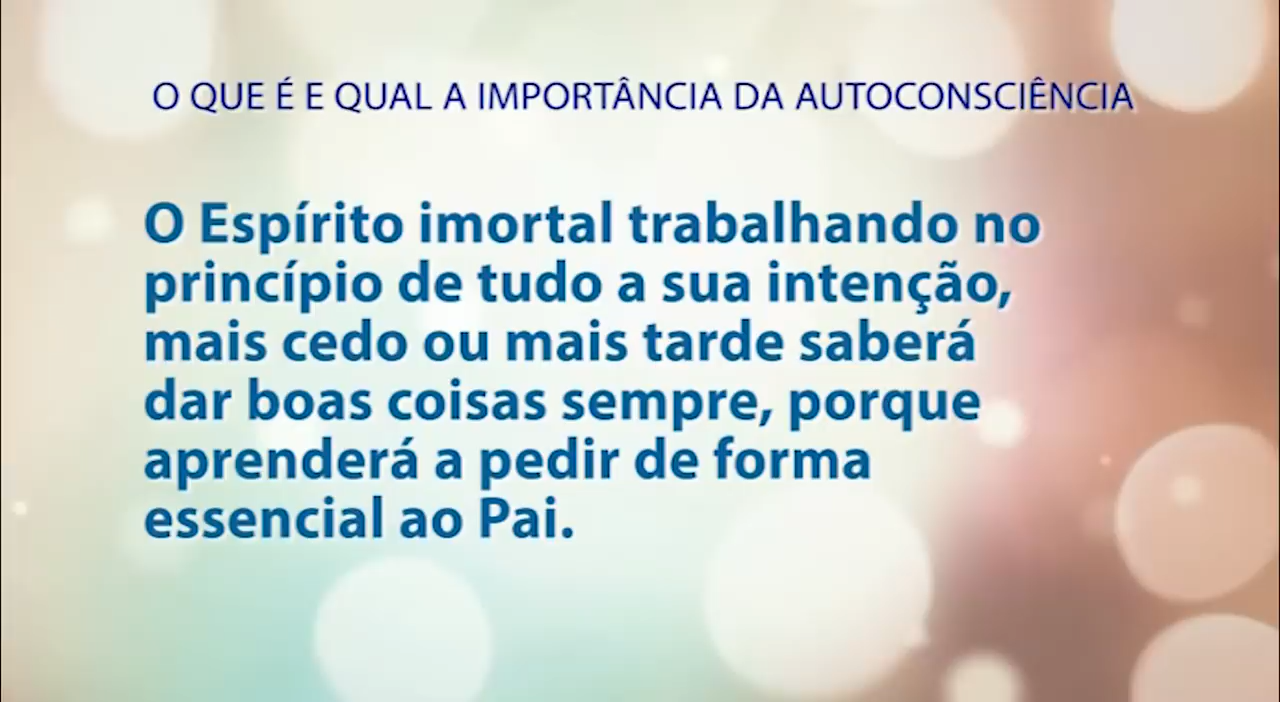 O QUE É E QUAL A IMPORTÂNCIA DA AUTOCONSCIÊNCIA
O Espírito imortal trabalhando no
princípio de tudo a sua intenção,
mais cedo ou mais tarde saberá
dar boas coisas sempre, porque
aprenderá a pedir de forma
essencial ao Pai.